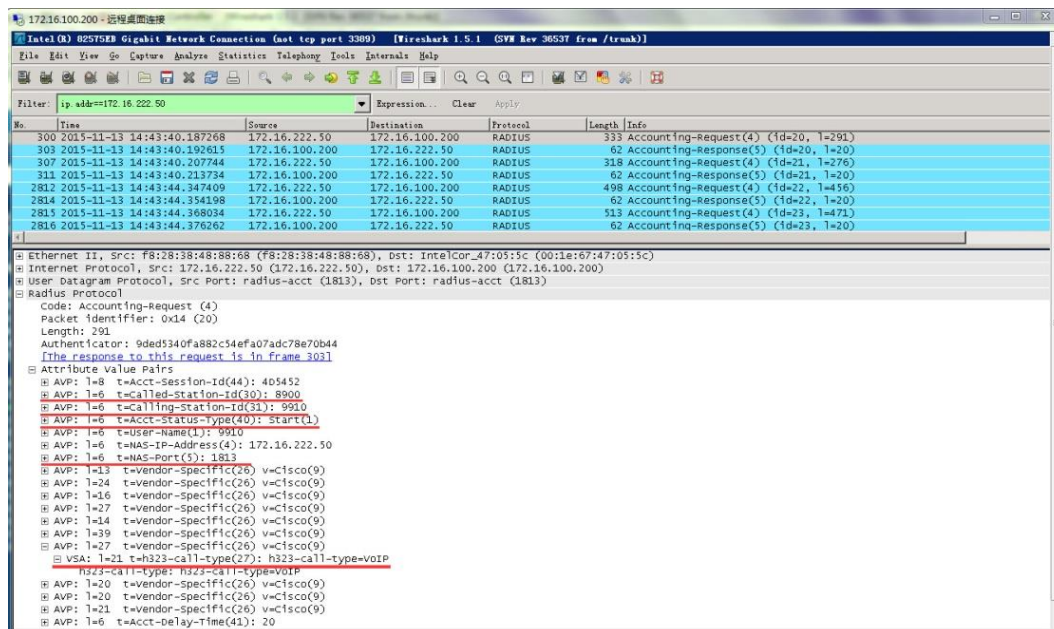 172.16.100.200 - 远程桌面连接
Intel(R) 82575EB Gigabit Network Connection (not tcp port 3389) [Wireshark 1.5.1 (SVN Rev 36537 from /trunk)]
File Edit View Go Capture Analyze Statistics Telephony Tools Internals Help
Filter: ip.addr==172.16.222.50 Expression... Clear Apply
No. Time Source Destination Protocol Length Info
300 2015-11-13 14:43:40.187268 172.16.222.50 172.16.100.200 RADIUS 333 Accounting-Request(4) (id=20, l=291)
303 2015-11-13 14:43:40.192615 172.16.100.200 172.16.222.50 RADIUS 62 Accounting-Response(5) (id=20, l=20)
307 2015-11-13 14:43:40.207744 172.16.222.50 172.16.100.200 RADIUS 318 Accounting-Request(4) (id=21, l=276)
311 2015-11-13 14:43:40.213734 172.16.100.200 172.16.222.50 RADIUS 62 Accounting-Response(5) (id=21, l=20)
2812 2015-11-13 14:43:44.347409 172.16.222.50 172.16.100.200 RADIUS 498 Accounting-Request(4) (id=22, l=456)
2814 2015-11-13 14:43:44.354198 172.16.100.200 172.16.222.50 RADIUS 62 Accounting-Response(5) (id=22, l=20)
2815 2015-11-13 14:43:44.368034 172.16.222.50 172.16.100.200 RADIUS 513 Accounting-Request(4) (id=23, l=471)
2816 2015-11-13 14:43:44.376262 172.16.100.200 172.16.222.50 RADIUS 62 Accounting-Response(5) (id=23, l=20)
Ethernet II, Src: f8:28:38:48:88:68 (f8:28:38:48:88:68), Dst: IntelCor_47:05:5c (00:1e:67:47:05:5c)
Internet Protocol, Src: 172.16.222.50 (172.16.222.50), Dst: 172.16.100.200 (172.16.100.200)
User Datagram Protocol, Src Port: radius-acct (1813), Dst Port: radius-acct (1813)
Radius Protocol
Code: Accounting-Request (4)
Packet identifier: 0x14 (20)
Length: 291
Authenticator: 9ded5340fa882c54efa07adc78e70b44
[The response to this request is in frame 303]
Attribute Value Pairs
AVP: l=8 t=Acct-Session-Id(44): 4D5452
AVP: l=6 t=Called-Station-Id(30): 8900
AVP: l=6 t=Calling-Station-Id(31): 9910
AVP: l=6 t=Acct-Status-Type(40): Start(1)
AVP: l=6 t=User-Name(1): 9910
AVP: l=6 t=NAS-IP-Address(4): 172.16.222.50
AVP: l=6 t=NAS-Port(5): 1813
AVP: l=13 t=Vendor-Specific(26) v=Cisco(9)
AVP: l=24 t=Vendor-Specific(26) v=Cisco(9)
AVP: l=16 t=Vendor-Specific(26) v=Cisco(9)
AVP: l=27 t=Vendor-Specific(26) v=Cisco(9)
AVP: l=14 t=Vendor-Specific(26) v=Cisco(9)
AVP: l=39 t=Vendor-Specific(26) v=Cisco(9)
AVP: l=27 t=Vendor-Specific(26) v=Cisco(9)
VSA: l=21 t=h323-call-type(27): h323-call-type=VoIP
h323-call-type: h323-call-type=VoIP
AVP: l=20 t=Vendor-Specific(26) v=Cisco(9)
AVP: l=20 t=Vendor-Specific(26) v=Cisco(9)
AVP: l=21 t=Vendor-Specific(26) v=Cisco(9)
AVP: l=6 t=Acct-Delay-Time(41): 20